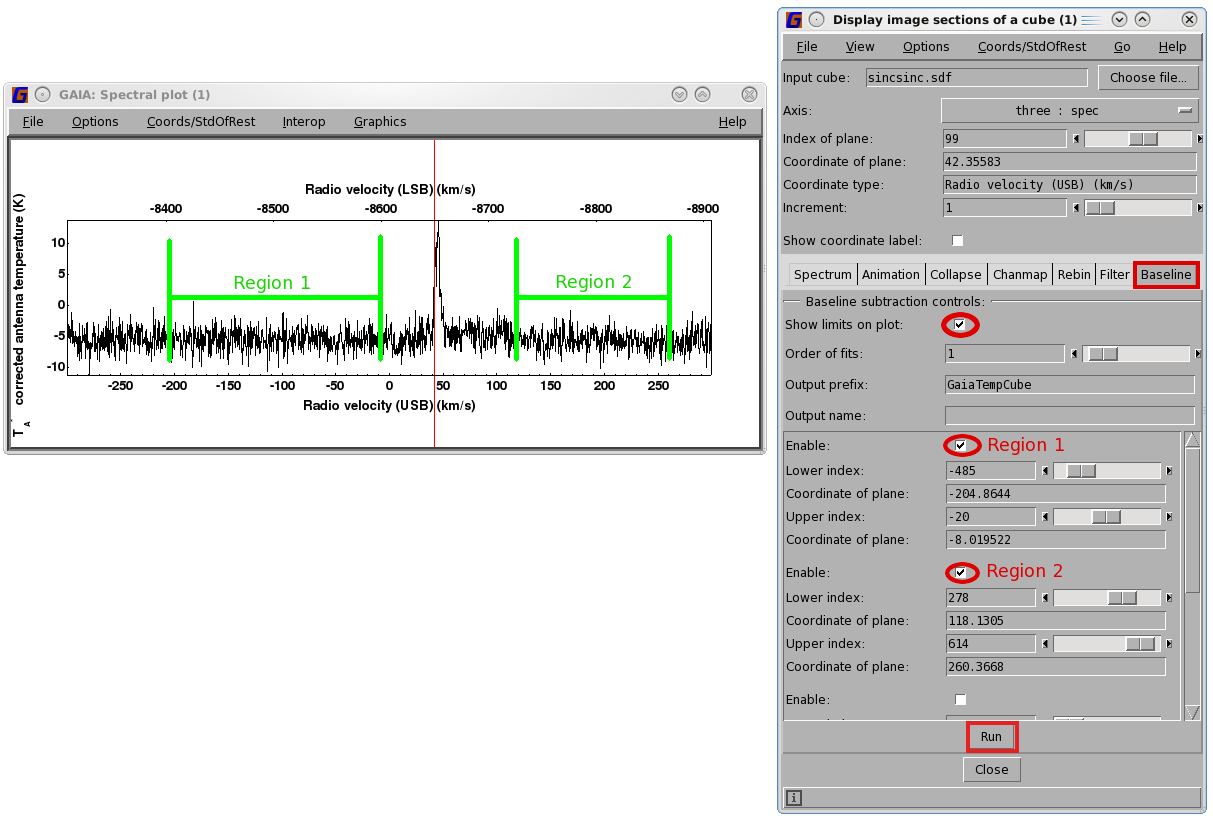 GAIA: Spectral plot (1)
File Options Coords/StdOfRest Interop Graphics Help
Radio velocity (LSB) (km/s)
-8400 -8500 -8600 -8700 -8800 -8900
10
5
0
-5
-10
Region 1
Region 2
-250 -200 -150 -100 -50 0 50 100 150 200 250
Radio velocity (USB) (km/s)
T*A corrected antenna temperature (K)
Display image sections of a cube (1)
File View Options Coords/StdOfRest Go Help
Input cube: sincsinc.sdf Choose file...
Axis: three : spec
Index of plane: 99
Coordinate of plane: 42.35583
Coordinate type: Radio velocity (USB) (km/s)
Increment: 1
Show coordinate label:
Spectrum Animation Collapse Chanmap Rebin Filter Baseline
Baseline subtraction controls:
Show limits on plot:
Order of fits: 1
Output prefix: GaiaTempCube
Output name:
Enable: Region 1
Lower index: -485
Coordinate of plane: -204.8644
Upper index: -20
Coordinate of plane: -8.019522
Enable: Region 2
Lower index: 278
Coordinate of plane: 118.1305
Upper index: 614
Coordinate of plane: 260.3668
Enable:
Run
Close